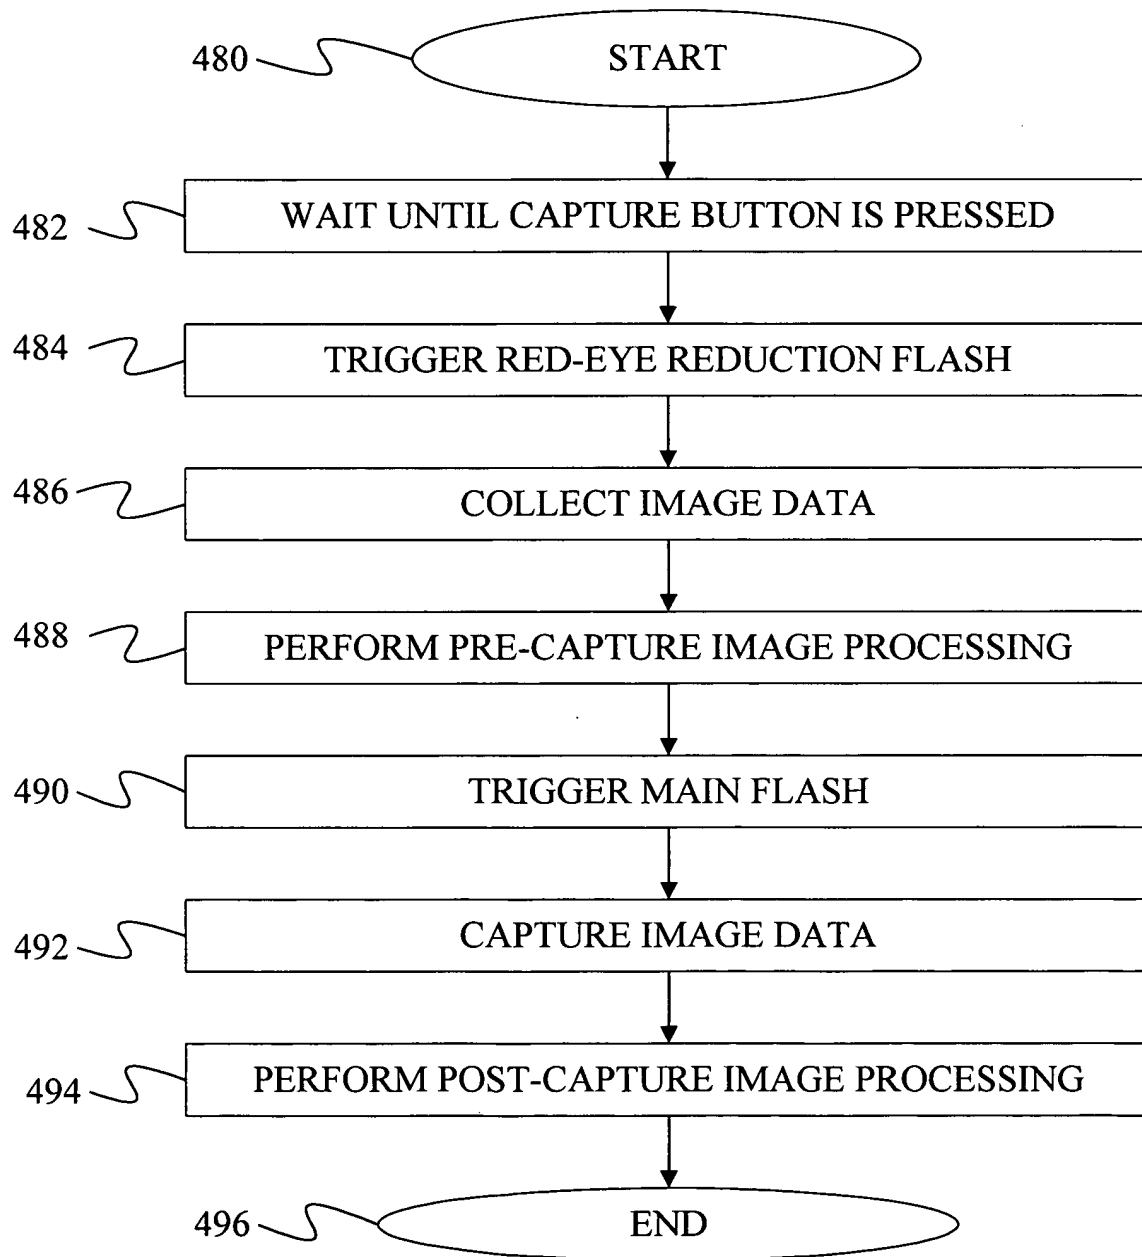 480 START
482 WAIT UNTIL CAPTURE BUTTON IS PRESSED
484 TRIGGER RED-EYE REDUCTION FLASH
486 COLLECT IMAGE DATA
488 PERFORM PRE-CAPTURE IMAGE PROCESSING
490 TRIGGER MAIN FLASH
492 CAPTURE IMAGE DATA
494 PERFORM POST-CAPTURE IMAGE PROCESSING
496 END